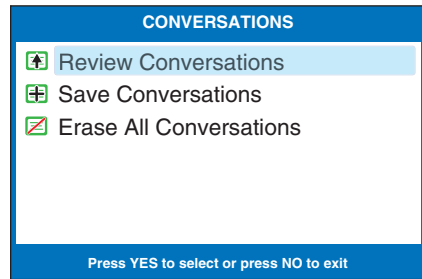 CONVERSATIONS
Review Conversations
Save Conversations
Erase All Conversations
Press YES to select or press NO to exit